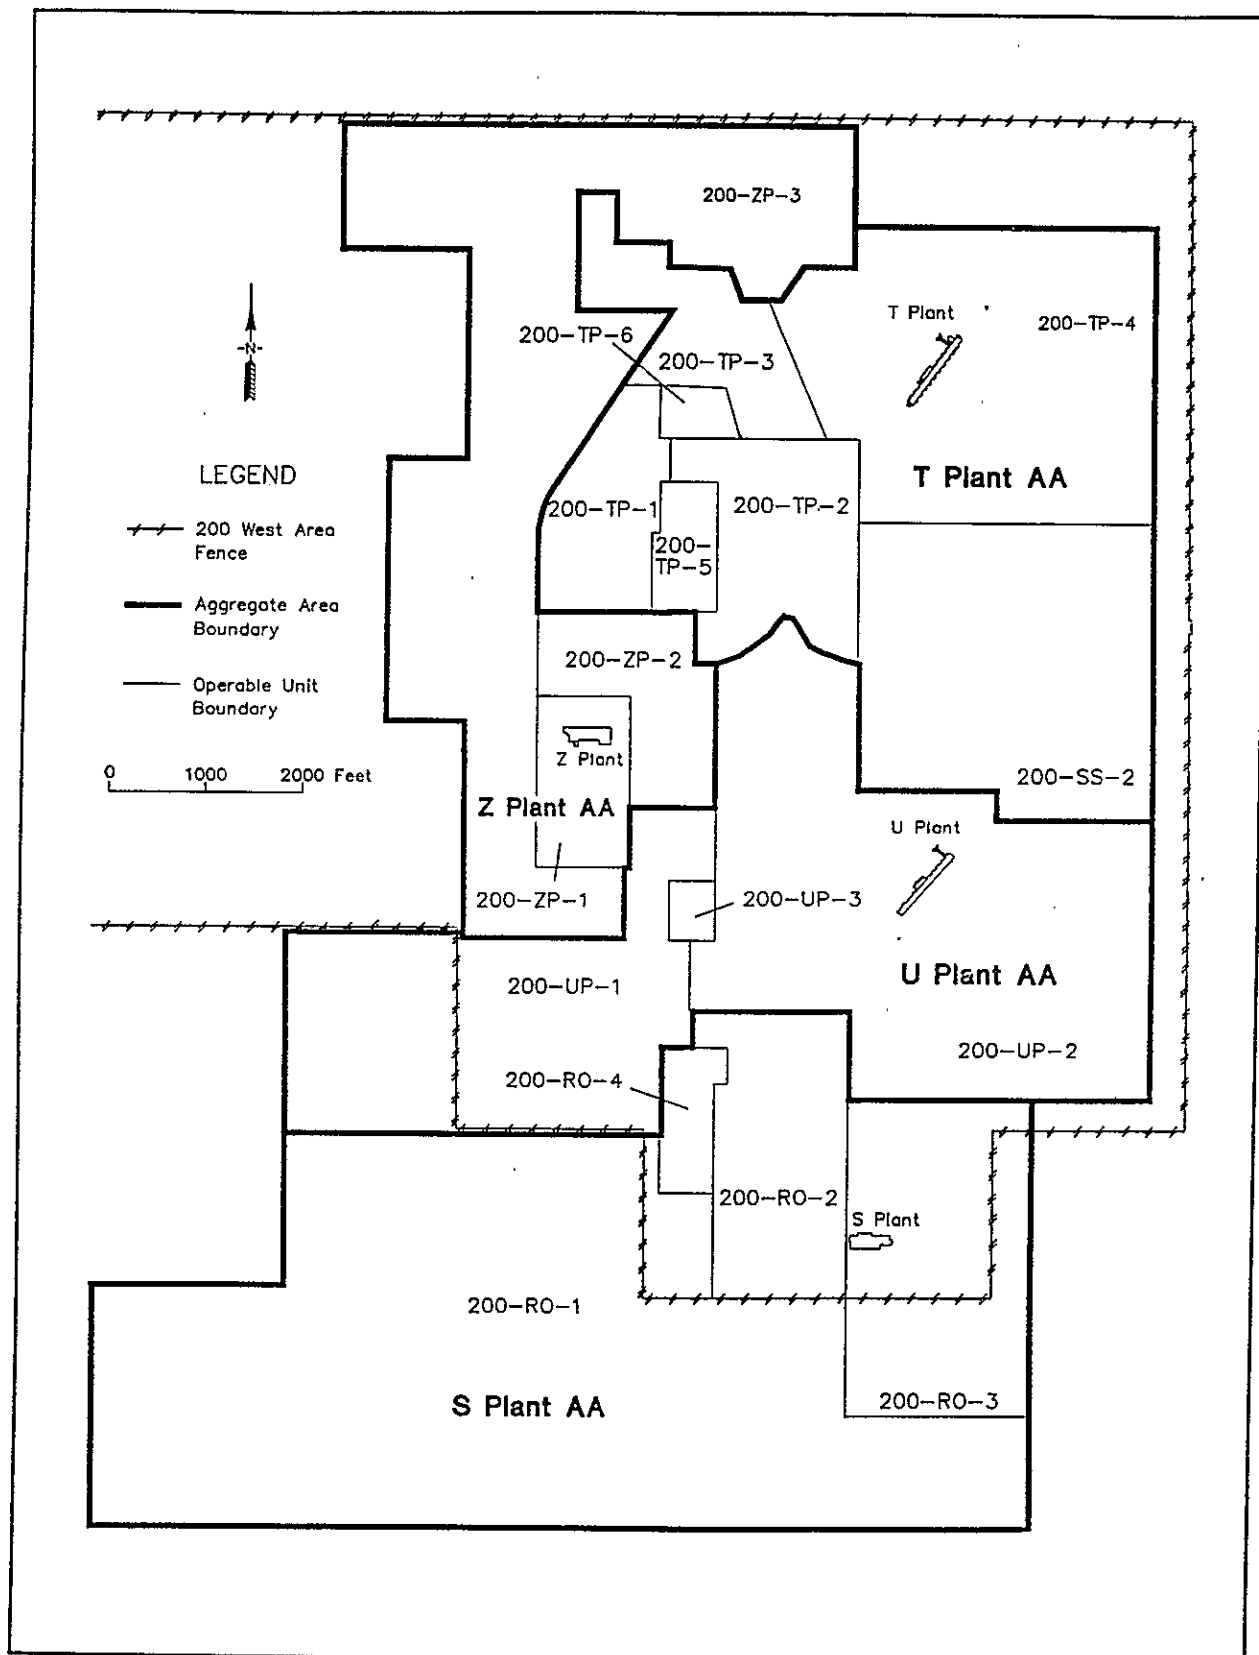 200-ZP-3
T Plant
200-TP-4
200-TP-6
200-TP-3
-Z-
LEGEND
200 West Area
Fence
Aggregate Area
Boundary
Operable Unit
Boundary
0 1000 2000 Feet
T Plant AA
200-TP-1
200-TP-2
200-
TP-5
200-ZP-2
Z Plant
Z Plant AA
200-SS-2
U Plant
200-ZP-1
200-UP-3
200-UP-1
U Plant AA
200-UP-2
200-RO-4
200-RO-2
S Plant
200-RO-1
200-RO-3
S Plant AA